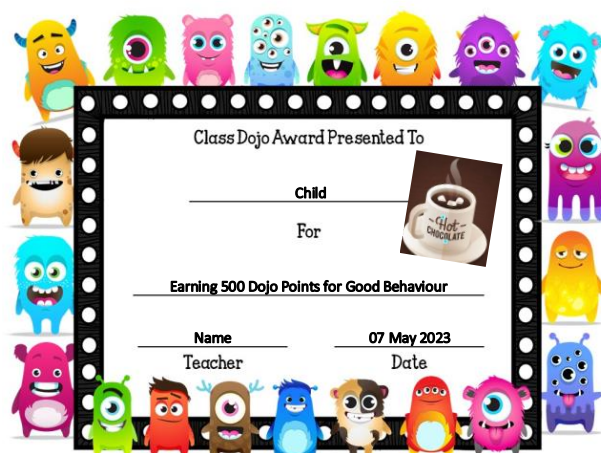 Class Dojo Award Presented To
Child
-Hot-
CHOCOLATE
For
Earning 500 Dojo Points for Good Behaviour
Name 07 May 2023
Teacher Date